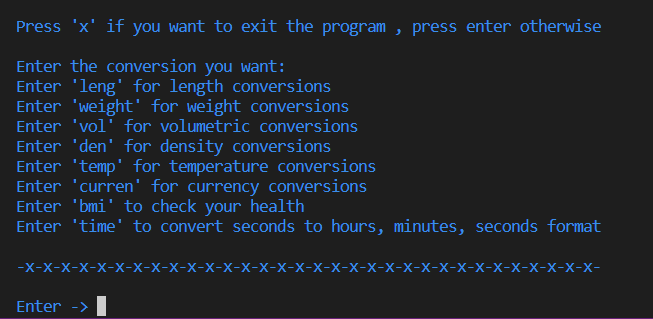 Press 'x' if you want to exit the program , press enter otherwise
Enter the conversion you want:
Enter 'leng' for length conversions
Enter 'weight' for weight conversions
Enter 'vol' for volumetric conversions
Enter 'den' for density conversions
Enter 'temp' for temperature conversions
Enter 'curren' for currency conversions
Enter 'bmi' to check your health
Enter 'time' to convert seconds to hours, minutes, seconds format
-x-x-x-x-x-x-x-x-x-x-x-x-x-x-x-x-x-x-x-x-x-x-x-x-x-x-x-x-x-x-x-x-
Enter ->